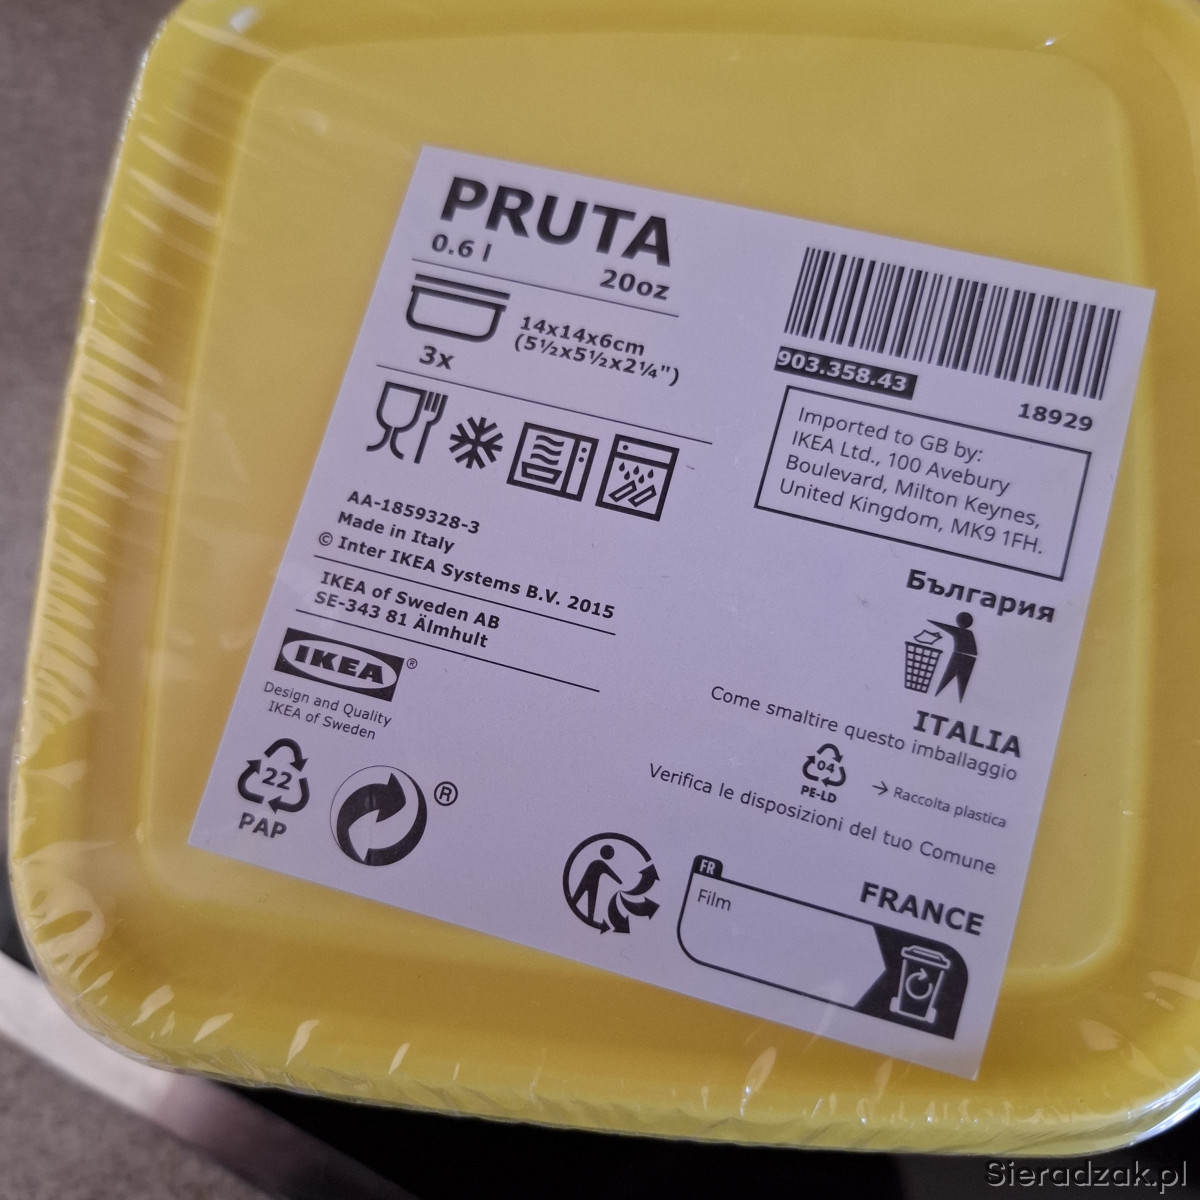 PRUTA
0.6 l
20oz
14x14x6cm
(5½x5½x2¼")
3x
AA-1859328-3
Made in Italy
© Inter IKEA Systems B.V. 2015
IKEA of Sweden AB
SE-343 81 Älmhult
IKEA ®
Design and Quality
IKEA of Sweden
22
PAP
®
903.358.43
18929
Imported to GB by:
IKEA Ltd., 100 Avebury
Boulevard, Milton Keynes,
United Kingdom, MK9 1FH.
България
ITALIA
Come smaltire questo imballaggio
04
PE-LD
→ Raccolta plastica
Verifica le disposizioni del tuo Comune
FRANCE
FR
Film
Sieradzak.pl